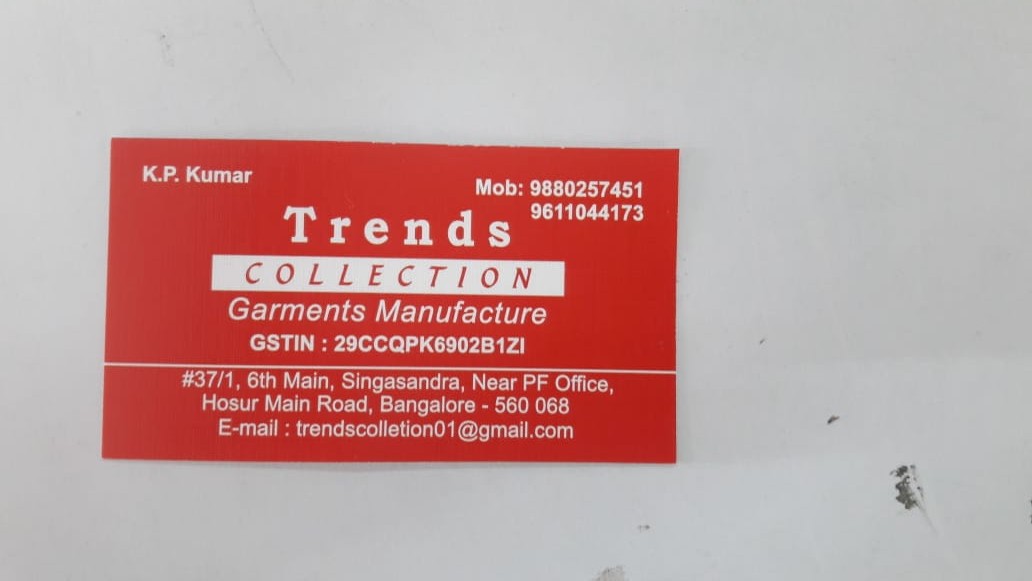 K.P. Kumar
Mob: 9880257451
9611044173
Trends
COLLECTION
Garments Manufacture
GSTIN : 29CCQPK6902B1ZI
#37/1, 6th Main, Singasandra, Near PF Office,
Hosur Main Road, Bangalore - 560 068
E-mail : trendscolletion01@gmail.com